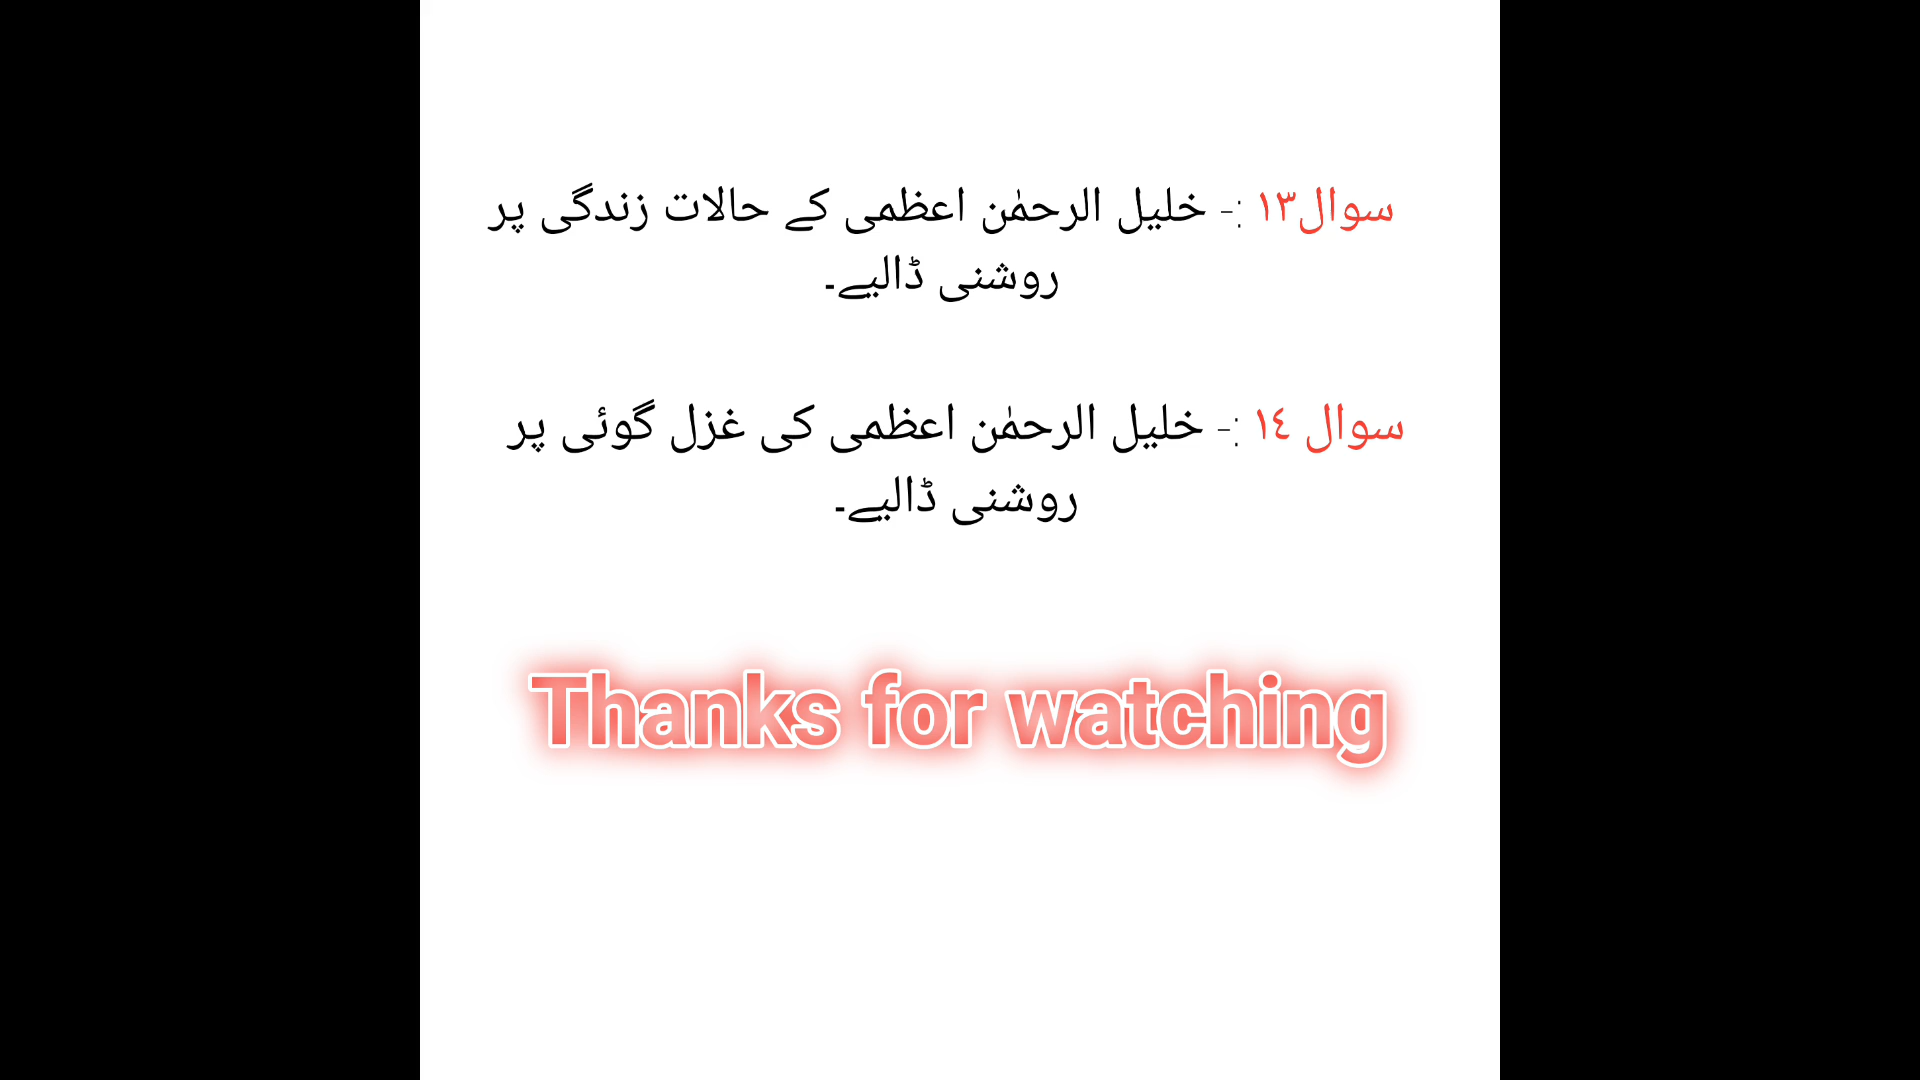 سوال١٣ :- خلیل الرحمٰن اعظمی کے حالات زندگی پر
روشنی ڈالیے۔
سوال ١٤ :- خلیل الرحمٰن اعظمی کی غزل گوئی پر
روشنی ڈالیے۔
Thanks for watching